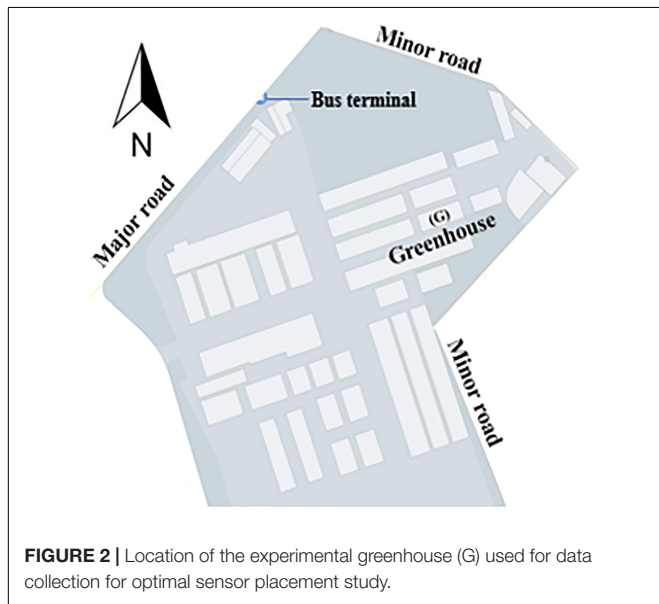 Minor road
Bus terminal
N
Major road
(G)
Greenhouse
Minor road
FIGURE 2 | Location of the experimental greenhouse (G) used for data
collection for optimal sensor placement study.